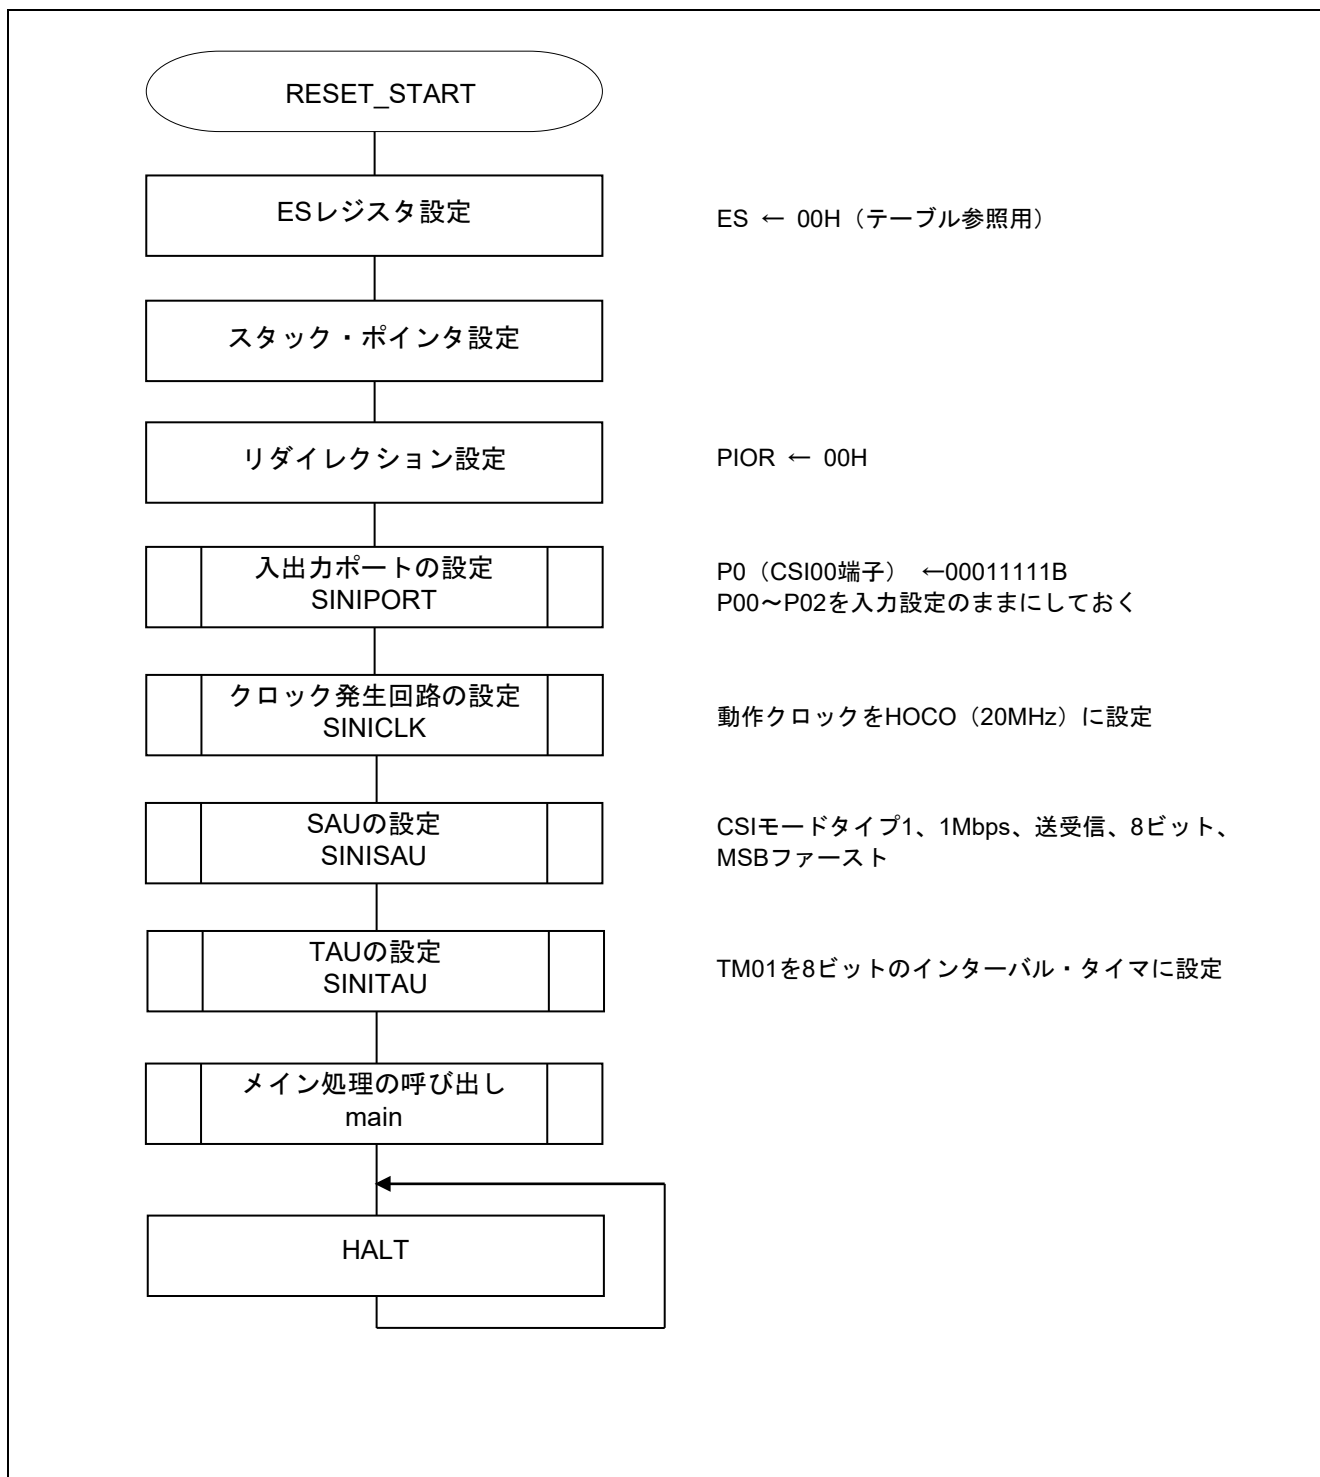 RESET_START
ESレジスタ設定
ES ← 00H（テーブル参照用）
スタック・ポインタ設定
リダイレクション設定
PIOR ← 00H
入出力ポートの設定
SINIPORT
P0（CSI00端子） ←00011111B
P00～P02を入力設定のままにしておく
クロック発生回路の設定
SINICLK
動作クロックをHOCO（20MHz）に設定
SAUの設定
SINISAU
CSIモードタイプ1、1Mbps、送受信、8ビット、
MSBファースト
TAUの設定
SINITAU
TM01を8ビットのインターバル・タイマに設定
メイン処理の呼び出し
main
HALT